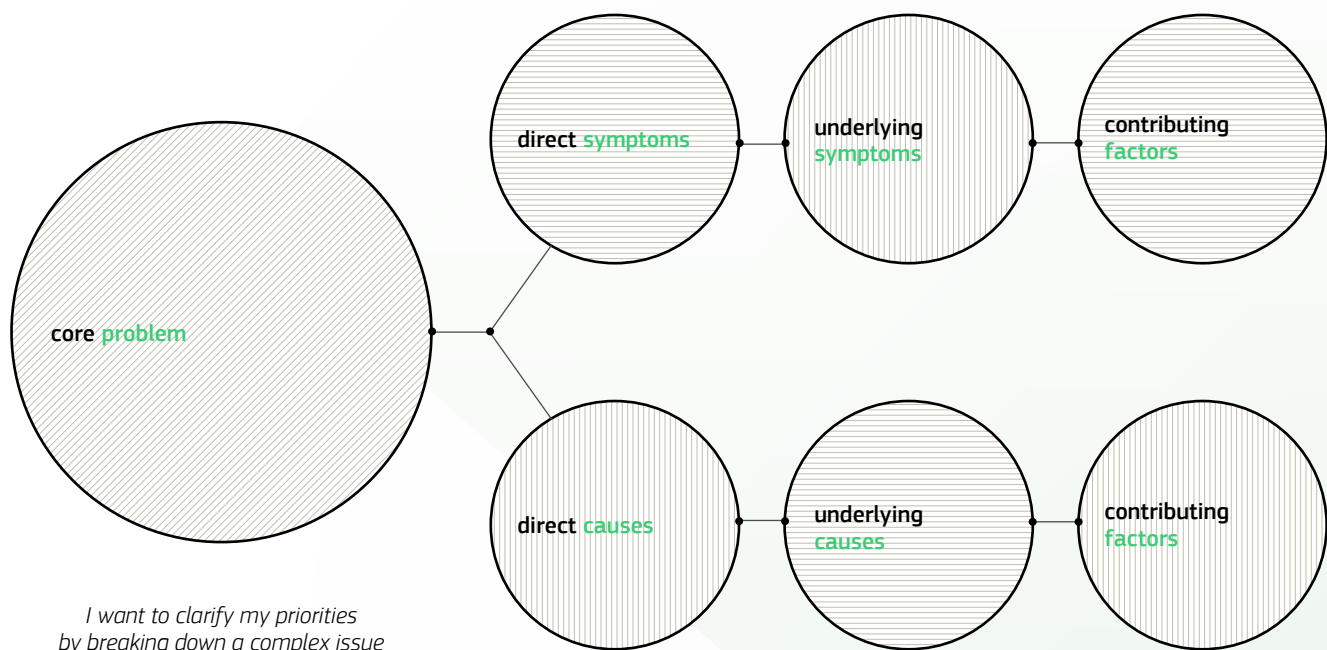 direct symptoms
underlying
symptoms
contributing
factors
core problem
direct causes
underlying
causes
contributing
factors
I want to clarify my priorities
by breaking down a complex issue